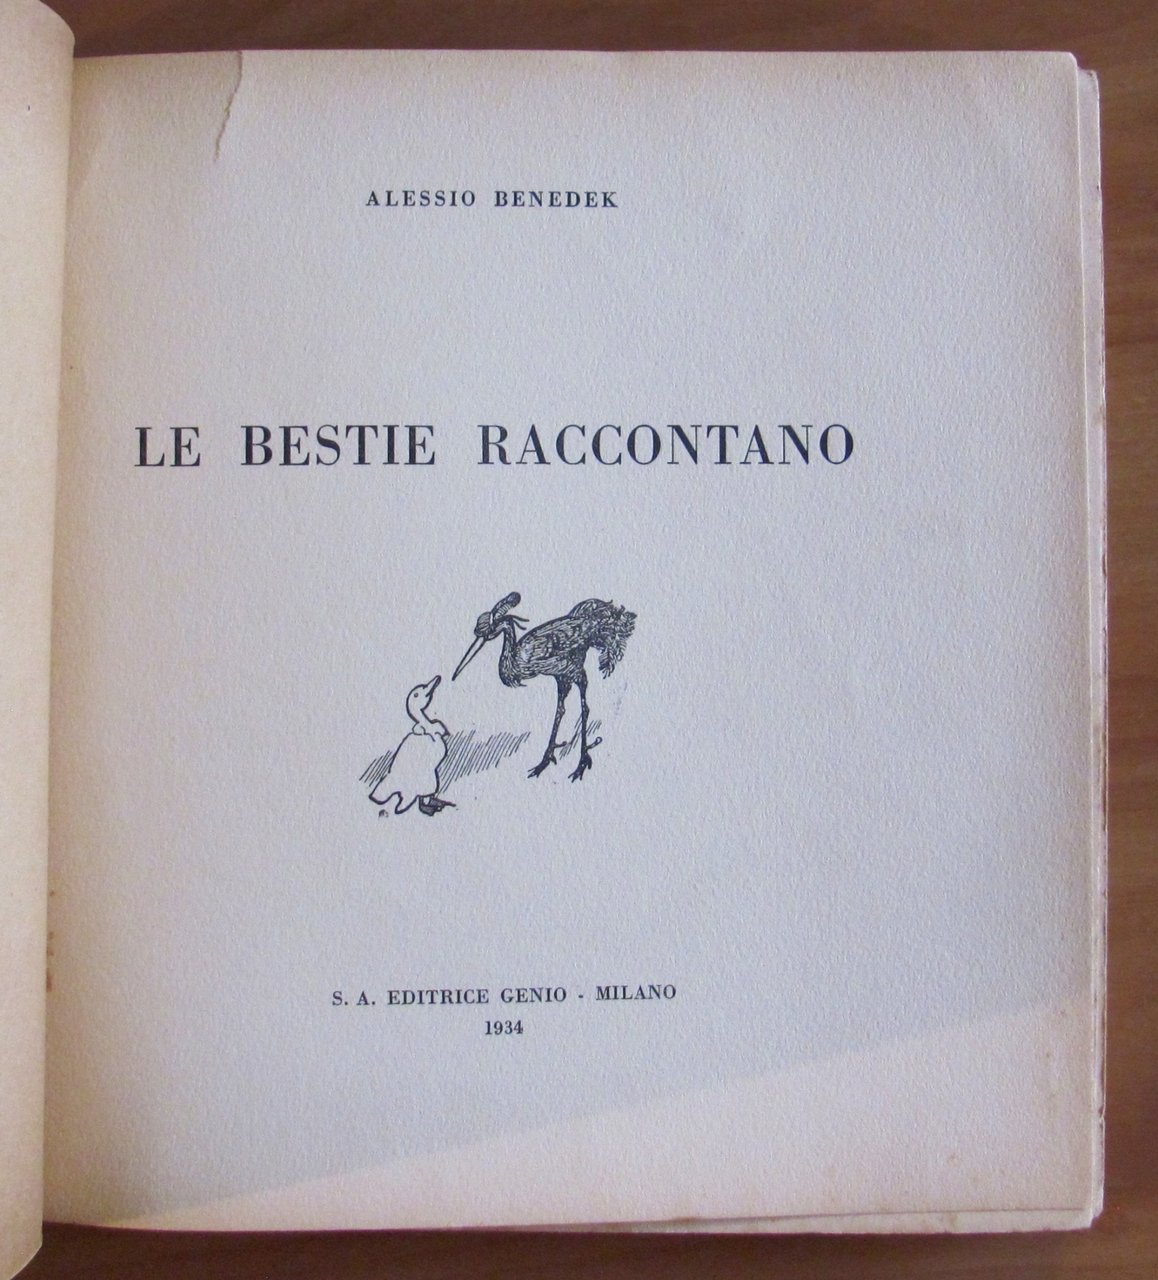 ALESSIO BENEDEK
LE BESTIE RACCONTANO
S. A. EDITRICE GENIO - MILANO
1934